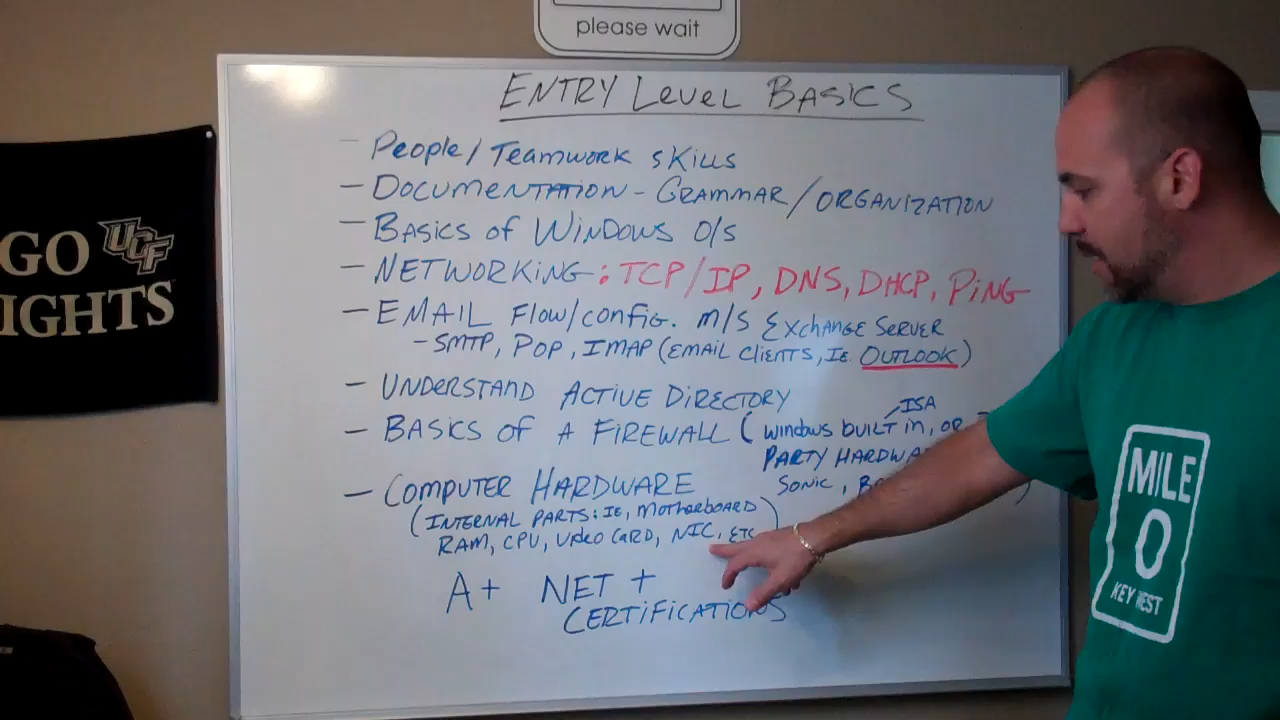 please wait
ENTRY LEVEL BASICS
People/Teamwork skills
- DOCUMENTATION - GRAMMAR/ORGANIZATION
- BASICS of WINDOWS O/S
- NETWORKING: TCP/IP, DNS, DHCP, PiNG
- EMAIL Flow/config. M/S Exchange Server
- SMTP, POP, IMAP (EMAIL clients, IE. OUTLOOK)
- UNDERSTAND ACTIVE DIRECTORY
ISA
- BASICS OF A FIREWALL (windows built in, OR
PARTY
SONIC,
- COMPUTER HARDWARE
(INTERNAL PARTS: IE, MOTHERBOARD
RAM, CPU, Video CARD, NIC, ETC
)
A+ NET +
CERTIFICATIONS
GO UCF
IGHTS
MILE
0
KEY WEST